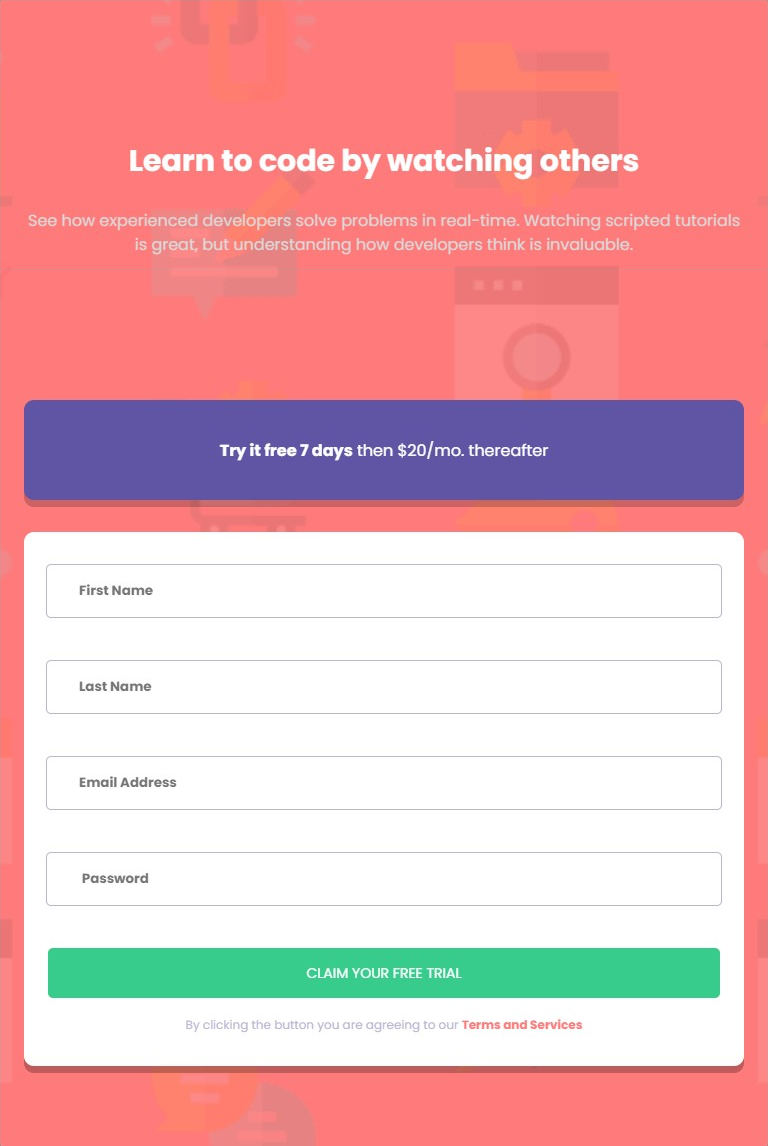 Learn to code by watching others
See how experienced developers solve problems in real-time. Watching scripted tutorials
is great, but understanding how developers think is invaluable.
Try it free 7 days then $20/mo. thereafter
First Name
Last Name
Email Address
Password
CLAIM YOUR FREE TRIAL
By clicking the button you are agreeing to our Terms and Services